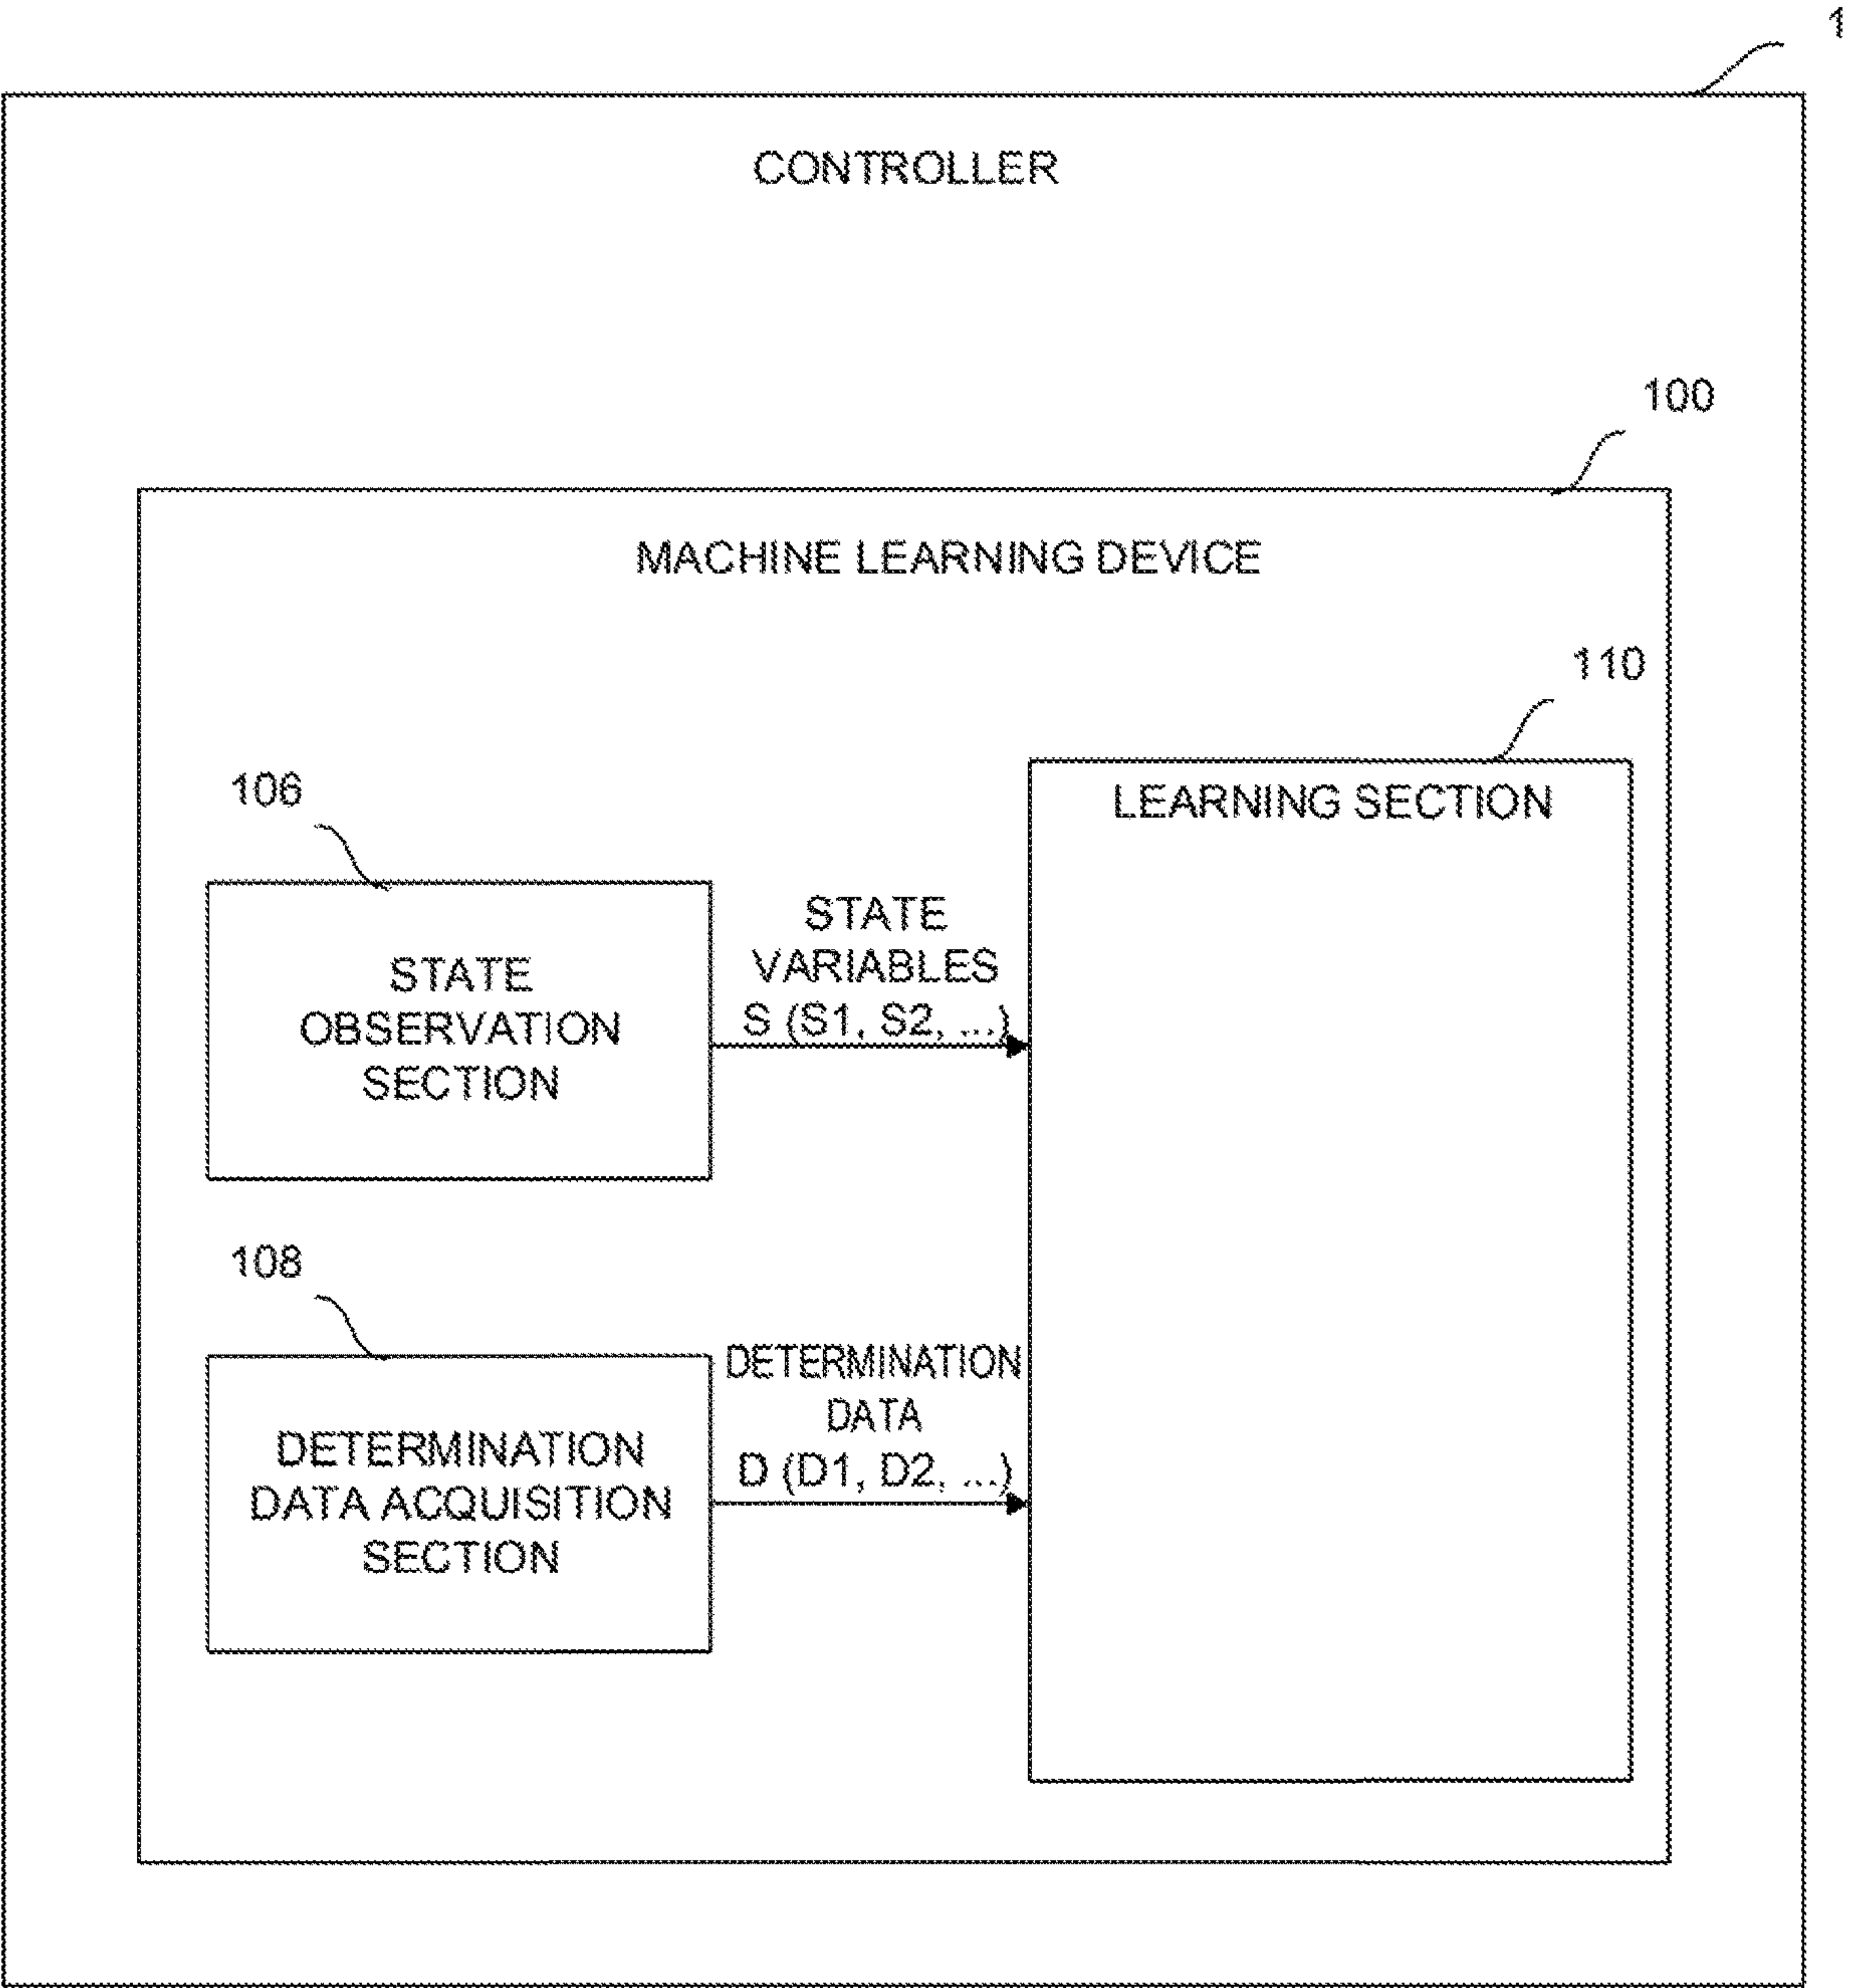 1
CONTROLLER
100
MACHINE LEARNING DEVICE
110
LEARNING SECTION
106
STATE
OBSERVATION
SECTION
STATE
VARIABLES
S (S1, S2, ...)
108
DETERMINATION
DATA ACQUISITION
SECTION
DETERMINATION
DATA
D (D1, D2, ...)